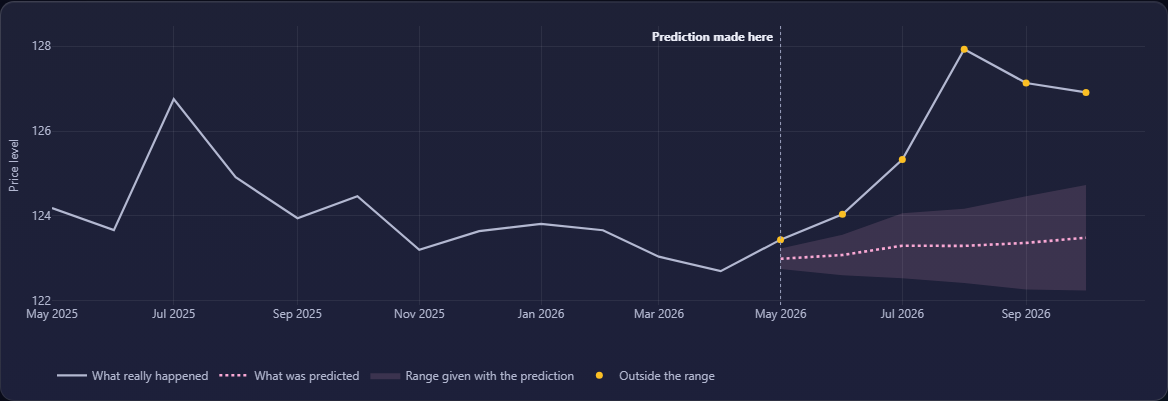 Prediction made here
128
126
124
122
Price level
May 2025 Jul 2025 Sep 2025 Nov 2025 Jan 2026 Mar 2026 May 2026 Jul 2026 Sep 2026
What really happened What was predicted Range given with the prediction Outside the range